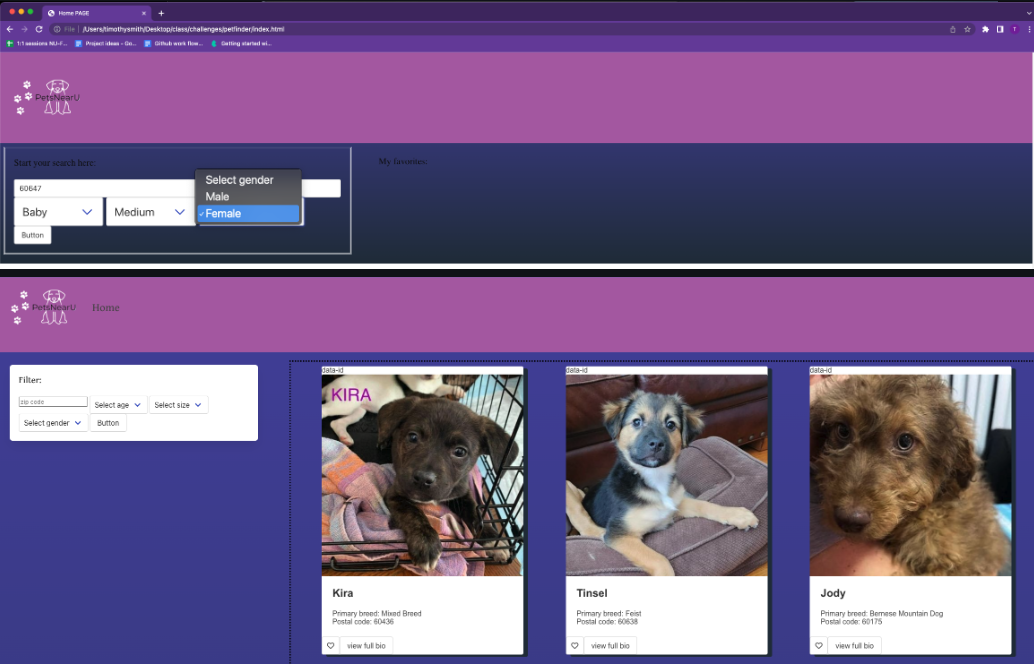 Home PAGE
File /Users/timothysmith/Desktop/class/challenges/petfinder/index.html
T
1:1 sessions NU-F... Project ideas - Go... Github work flow... Getting started wi...
PetsNearU
Start your search here:
My favorites:
60647
Select gender
Male
✓Female
Baby
Medium
Button
PetsNearU
Home
Filter:
zip code
Select age
Select size
Select gender
Button
data-id
KIRA
Kira
Primary breed: Mixed Breed
Postal code: 60436
view full bio
data-id
Tinsel
Primary breed: Feist
Postal code: 60638
view full bio
data-id
Jody
Primary breed: Bernese Mountain Dog
Postal code: 60175
view full bio